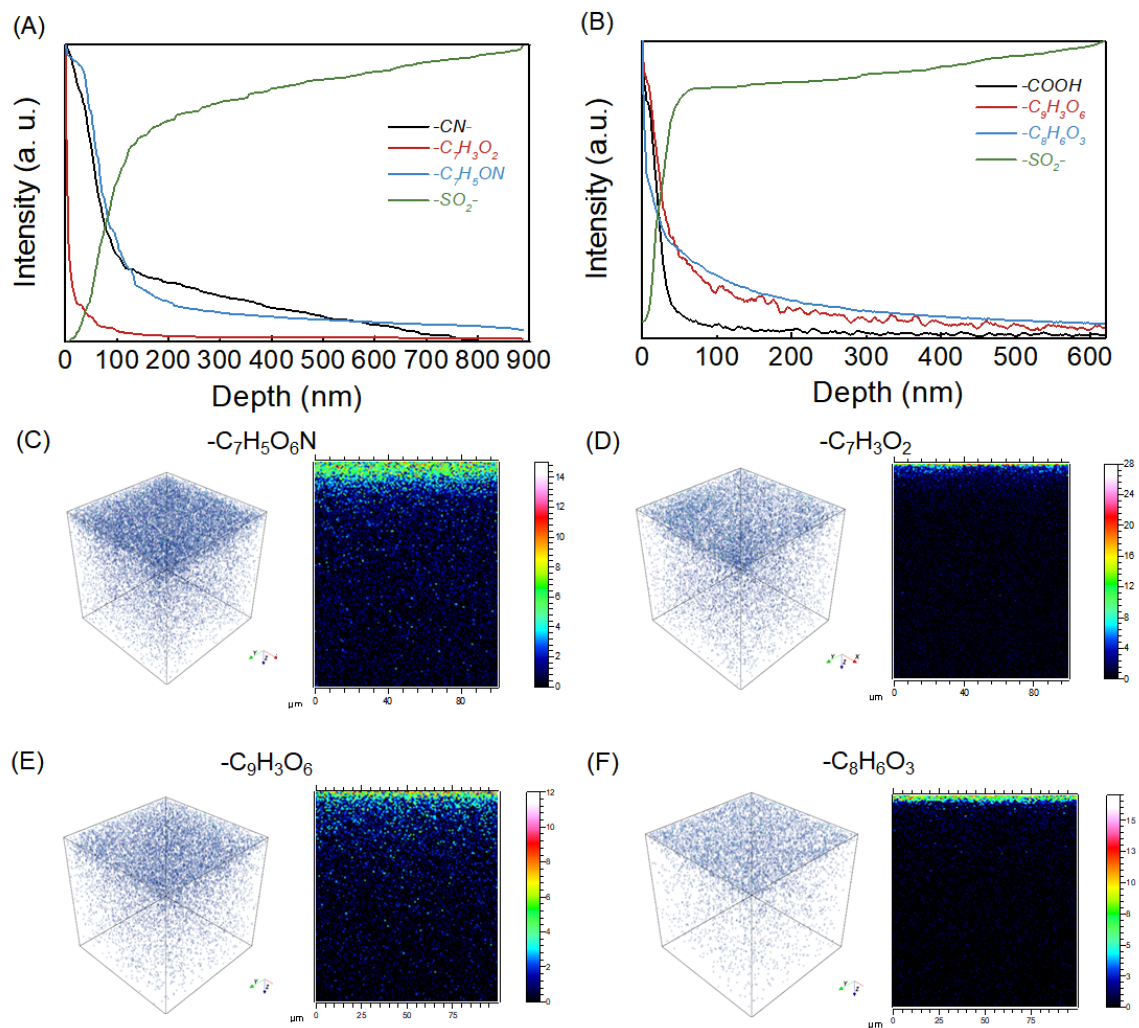 (A)
Intensity (a. u.)
-CN-
-C₇H₃O₂
-C₇H₅ON
-SO₂-
0 100 200 300 400 500 600 700 800 900
Depth (nm)
(B)
Intensity (a. u.)
-COOH
-C₉H₃O₆
-C₈H₆O₃
-SO₂-
0 100 200 300 400 500 600
Depth (nm)
(C)
-C₇H₅O₆N
14
12
10
8
6
4
2
0
0 40 80
µm
Y Z
(D)
-C₇H₃O₂
28
24
20
16
12
8
4
0
0 40 80
µm
Y Z X
(E)
-C₉H₃O₆
12
10
8
6
4
2
0
0 25 50 75
µm
Y Z
(F)
-C₈H₆O₃
15
13
10
8
5
3
0
0 25 50 75
µm
Y Z